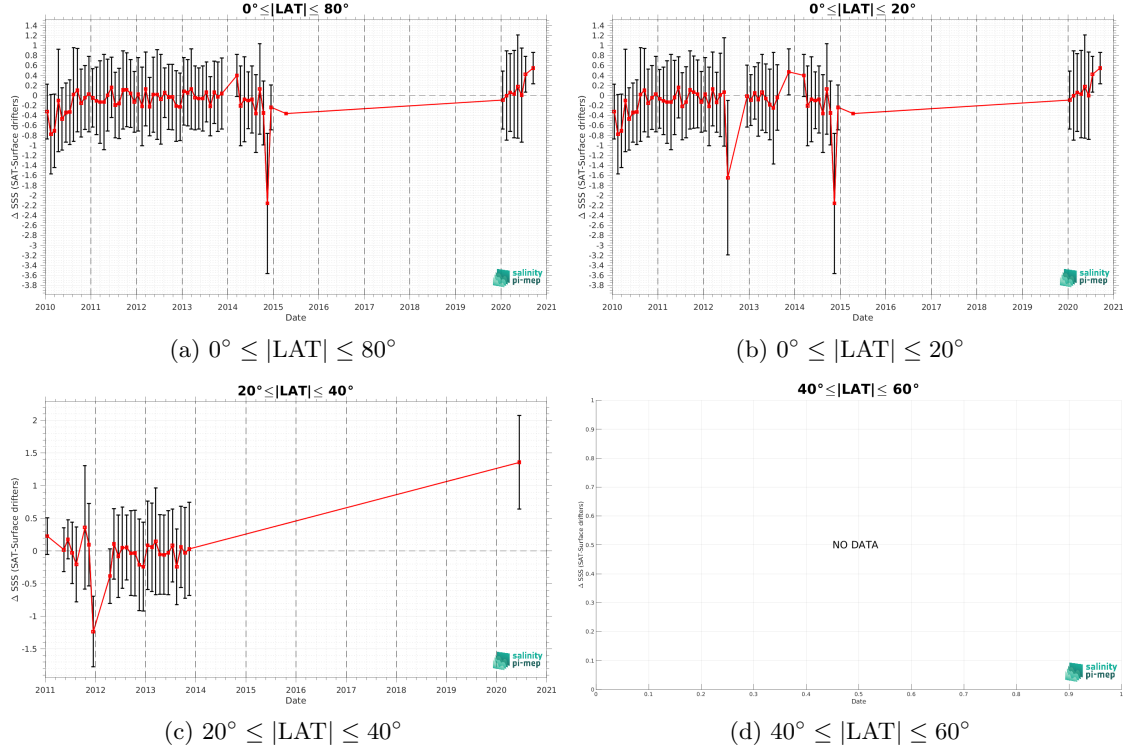 0°≤|LAT|≤ 80°
Δ SSS (SAT-Surface drifters)
1.4
1.2
1
0.8
0.6
0.4
0.2
0
-0.2
-0.4
-0.6
-0.8
-1
-1.2
-1.4
-1.6
-1.8
-2
-2.2
-2.4
-2.6
-2.8
-3
-3.2
-3.4
-3.6
-3.8
2010 2011 2012 2013 2014 2015 2016 2017 2018 2019 2020 2021
Date
salinity
pi-mep
(a) 0° ≤ |LAT| ≤ 80°
0°≤|LAT|≤ 20°
Δ SSS (SAT-Surface drifters)
1.4
1.2
1
0.8
0.6
0.4
0.2
0
-0.2
-0.4
-0.6
-0.8
-1
-1.2
-1.4
-1.6
-1.8
-2
-2.2
-2.4
-2.6
-2.8
-3
-3.2
-3.4
-3.6
-3.8
2010 2011 2012 2013 2014 2015 2016 2017 2018 2019 2020 2021
Date
salinity
pi-mep
(b) 0° ≤ |LAT| ≤ 20°
20°≤|LAT|≤ 40°
Δ SSS (SAT-Surface drifters)
2
1.5
1
0.5
0
-0.5
-1
-1.5
2011 2012 2013 2014 2015 2016 2017 2018 2019 2020 2021
Date
salinity
pi-mep
(c) 20° ≤ |LAT| ≤ 40°
40°≤|LAT|≤ 60°
Δ SSS (SAT-Surface drifters)
1
0.9
0.8
0.7
0.6
0.5
0.4
0.3
0.2
0.1
0
NO DATA
0 0.1 0.2 0.3 0.4 0.5 0.6 0.7 0.8 0.9 1
Date
salinity
pi-mep
(d) 40° ≤ |LAT| ≤ 60°